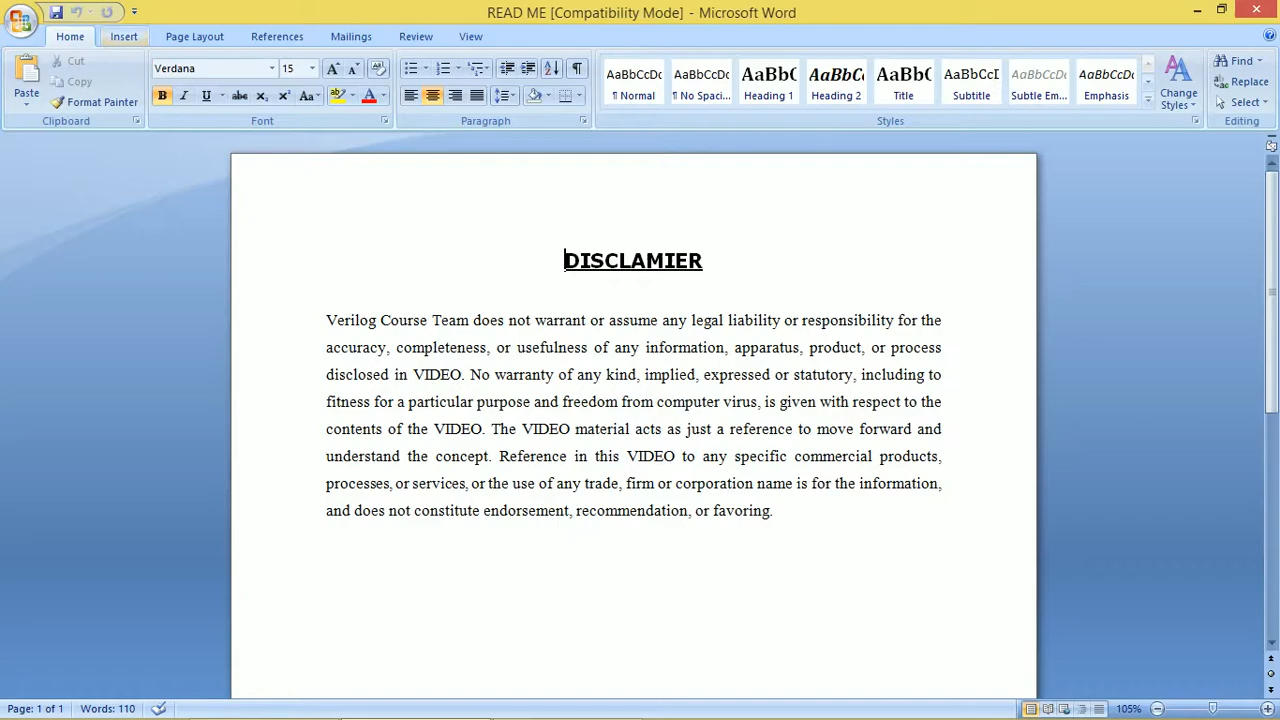 READ ME [Compatibility Mode] - Microsoft Word
Home Insert Page Layout References Mailings Review View
Paste
Cut
Copy
Format Painter
Clipboard
Verdana 15
Font
Paragraph
AaBbCcDc AaBbCcDc AaBbC AaBbCc AaBbC AaBbCcI AaBbCcDc AaBbCcDc
¶ Normal ¶ No Spaci... Heading 1 Heading 2 Title Subtitle Subtle Em... Emphasis
Change
Styles
Styles
Find
Replace
Select
Editing
DISCLAMIER
Verilog Course Team does not warrant or assume any legal liability or responsibility for the
accuracy, completeness, or usefulness of any information, apparatus, product, or process
disclosed in VIDEO. No warranty of any kind, implied, expressed or statutory, including to
fitness for a particular purpose and freedom from computer virus, is given with respect to the
contents of the VIDEO. The VIDEO material acts as just a reference to move forward and
understand the concept. Reference in this VIDEO to any specific commercial products,
processes, or services, or the use of any trade, firm or corporation name is for the information,
and does not constitute endorsement, recommendation, or favoring.
Page: 1 of 1 Words: 110 105%